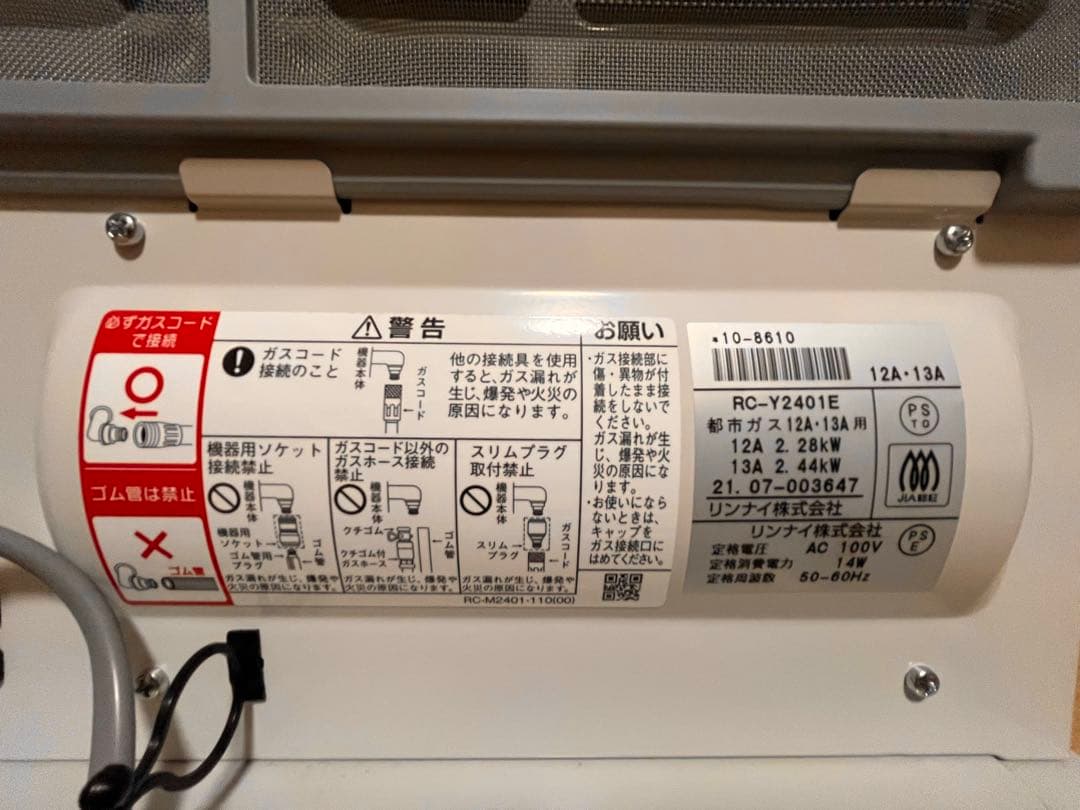 必ずガスコード
で接続
ゴム管は禁止
ゴム管
警告
ガスコード
接続のこと
機器本体
ガスコード
他の接続具を使用
すると、ガス漏れが
生じ、爆発や火災の
原因になります。
機器用ソケット
接続禁止
機器本体
機器用
ソケット
ゴム管用
プラグ
ゴム管
ガス漏れが生じ、爆発や
火災の原因になります。
ガスコード以外の
ガスホース接続
禁止
機器本体
クチゴム
クチゴム付
ガスホース
ゴム管
ガス漏れが生じ、爆発や
火災の原因になります。
スリムプラグ
取付禁止
機器本体
スリム
プラグ
ガスコード
ガス漏れが生じ、爆発や
火災の原因になります。
RC-M2401-110(00)
お願い
・ガス接続部に
傷・異物が付
着したまま接
続をしないで
ください。
ガス漏れが生
じ、爆発や火
災の原因にな
ります。
・お使いになら
ないときは、
キャップを
ガス接続口に
はめてください。
*10-8610
12A・13A
RC-Y2401E
都市ガス12A・13A用
12A 2.28kW
13A 2.44kW
21.07-003647
リンナイ株式会社
PS
TG
JIA認証
リンナイ株式会社
定格電圧 AC 100V
定格消費電力 14W
定格周波数 50-60Hz
PS
E